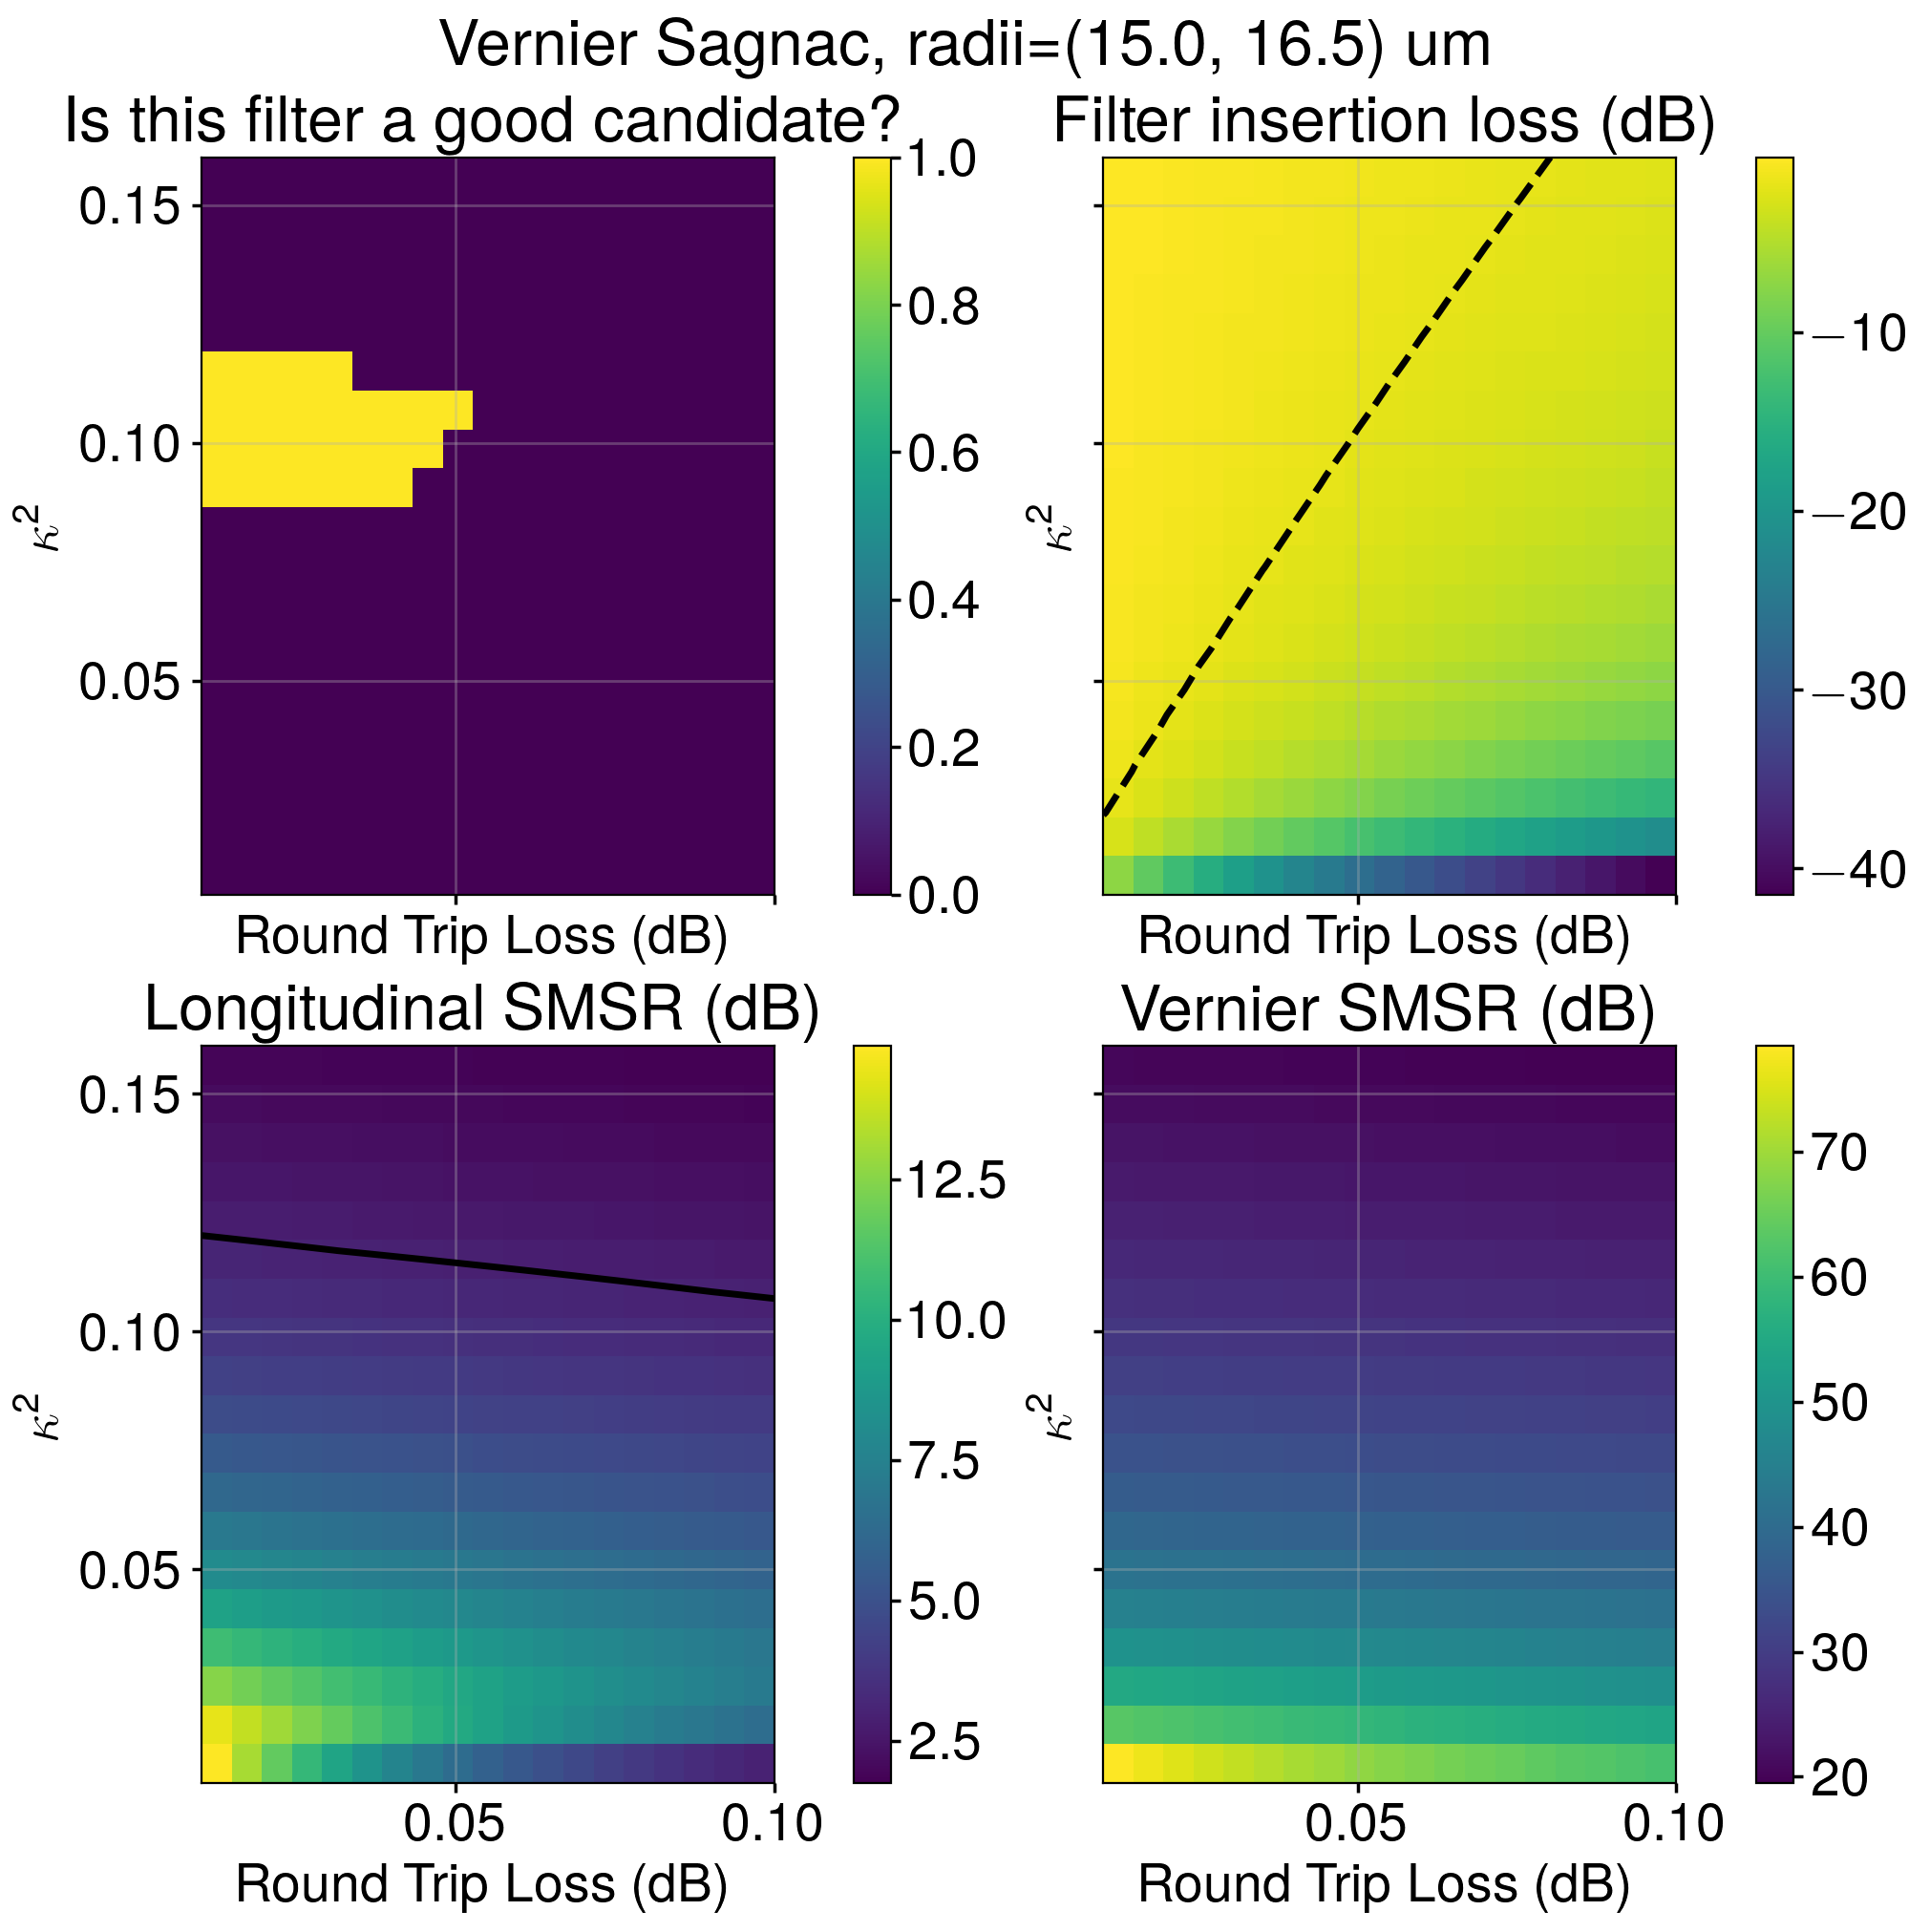 Vernier Sagnac, radii=(15.0, 16.5) um
Is this filter a good candidate?
κ²
0.15
0.10
0.05
1.0
0.8
0.6
0.4
0.2
0.0
Round Trip Loss (dB)
Filter insertion loss (dB)
κ²
−10
−20
−30
−40
Round Trip Loss (dB)
Longitudinal SMSR (dB)
κ²
0.15
0.10
0.05
12.5
10.0
7.5
5.0
2.5
0.05 0.10
Round Trip Loss (dB)
Vernier SMSR (dB)
κ²
70
60
50
40
30
20
0.05 0.10
Round Trip Loss (dB)